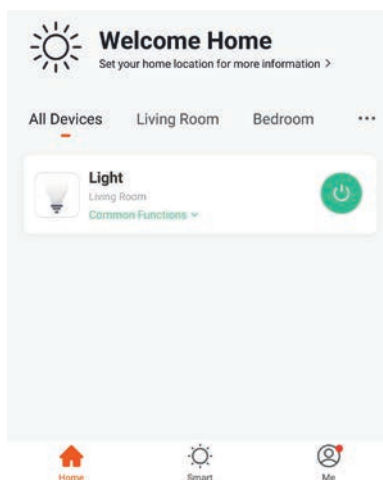 Welcome Home
Set your home location for more information >
All Devices Living Room Bedroom ...
Light
Living Room
Common Functions
Home Smart Me